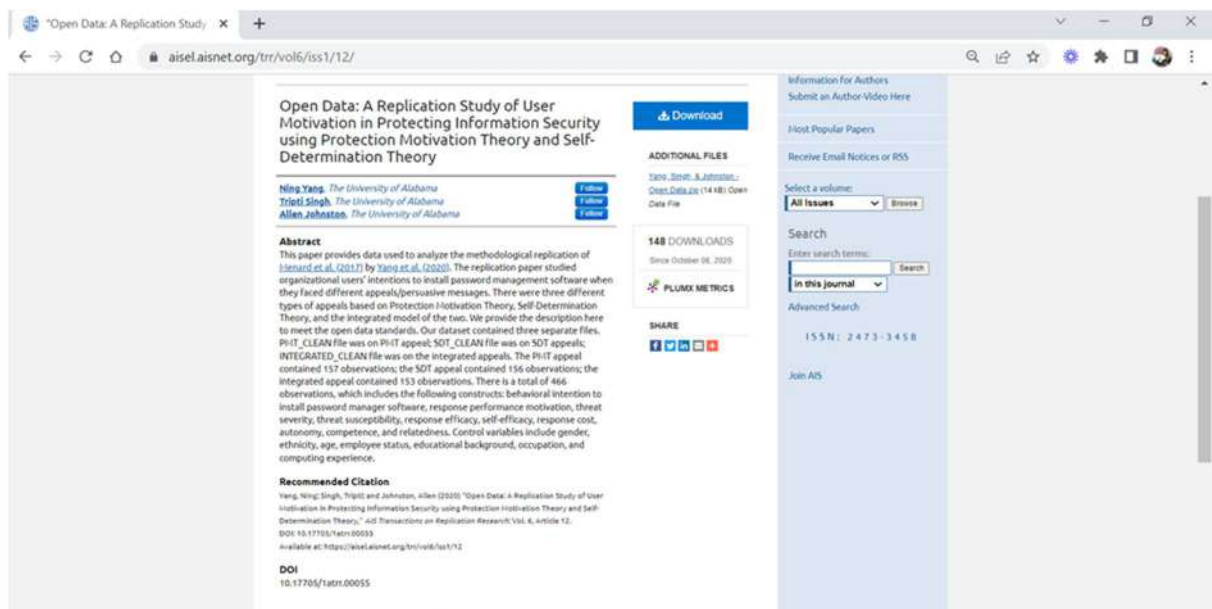 "Open Data: A Replication Study
aisel.aisnet.org/trr/vol6/iss1/12/
Open Data: A Replication Study of User
Motivation in Protecting Information Security
using Protection Motivation Theory and Self-
Determination Theory
Ning Yang, The University of Alabama
Follow
Tripti Singh, The University of Alabama
Follow
Allen Johnston, The University of Alabama
Follow
Abstract
This paper provides data used to analyze the methodological replication of
Menard et al. (2017) by Yang et al. (2020). The replication paper studied
organizational users' intentions to install password management software when
they faced different appeals/persuasive messages. There were three different
types of appeals based on Protection Motivation Theory, Self-Determination
Theory, and the integrated model of the two. We provide the description here
to meet the open data standards. Our dataset contained three separate files.
PMT_CLEAN file was on PMT appeal; SDT_CLEAN file was on SDT appeals;
INTEGRATED_CLEAN file was on the integrated appeals. The PMT appeal
contained 157 observations; the SDT appeal contained 156 observations; the
integrated appeal contained 153 observations. There is a total of 466
observations, which includes the following constructs: behavioral intention to
install password manager software, response performance motivation, threat
severity, threat susceptibility, response efficacy, self-efficacy, response cost,
autonomy, competence, and relatedness. Control variables include gender,
ethnicity, age, employee status, educational background, occupation, and
computing experience.
Recommended Citation
Yang, Ning; Singh, Tripti; and Johnston, Allen (2020) "Open Data: A Replication Study of User
Motivation in Protecting Information Security using Protection Motivation Theory and Self-
Determination Theory," AIS Transactions on Replication Research: Vol. 6, Article 12.
DOI: 10.17705/1atrr.00055
Available at: https://aisel.aisnet.org/trr/vol6/iss1/12
DOI
10.17705/1atrr.00055
Download
ADDITIONAL FILES
Yang, Singh, & Johnston -
Open Data.zip (14 kB) Open
Data File
148 DOWNLOADS
Since October 08, 2020
PLUMX METRICS
SHARE
Information for Authors
Submit an Author-Video Here
Most Popular Papers
Receive Email Notices or RSS
Select a volume:
All Issues
Browse
Search
Enter search terms:
Search
in this journal
Advanced Search
ISSN: 2473-3458
Join AIS